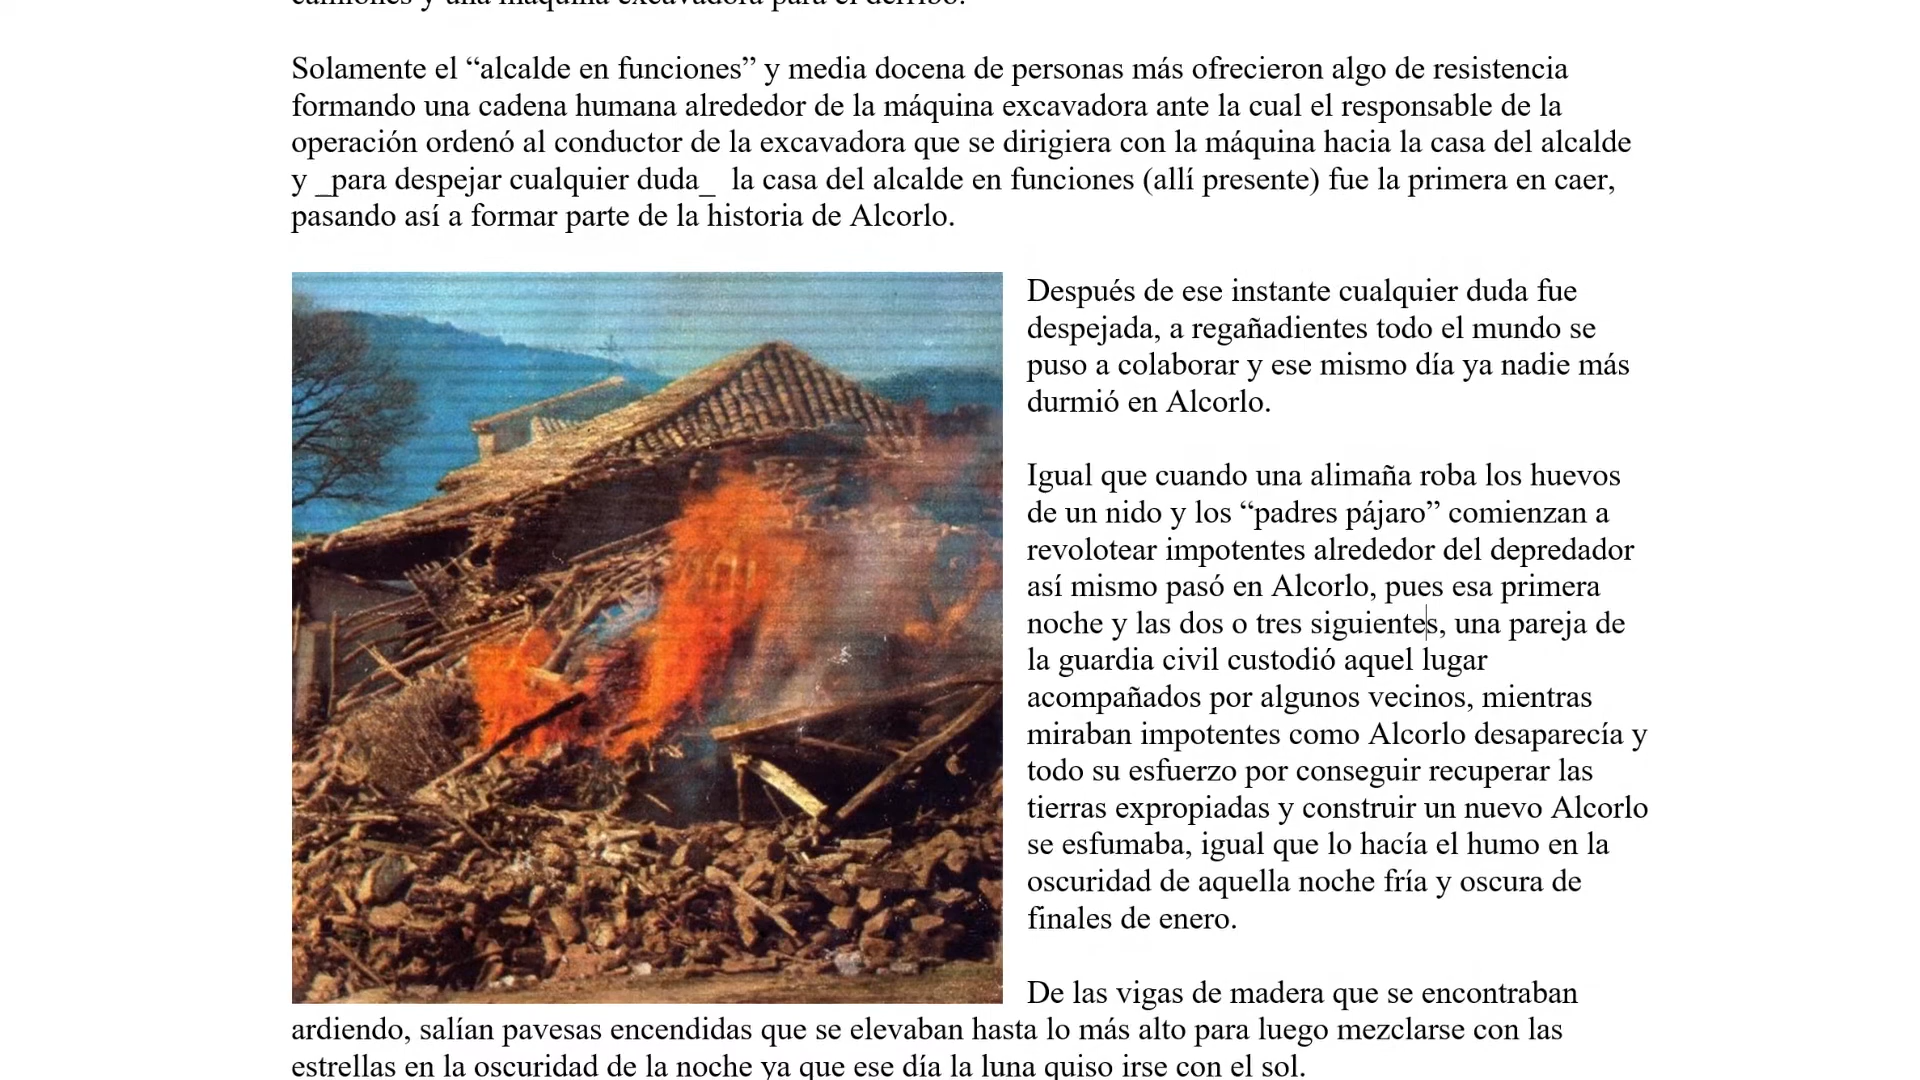 camiones y una máquina excavadora para el derribo.
Solamente el “alcalde en funciones” y media docena de personas más ofrecieron algo de resistencia
formando una cadena humana alrededor de la máquina excavadora ante la cual el responsable de la
operación ordenó al conductor de la excavadora que se dirigiera con la máquina hacia la casa del alcalde
y _para despejar cualquier duda_  la casa del alcalde en funciones (allí presente) fue la primera en caer,
pasando así a formar parte de la historia de Alcorlo.
Después de ese instante cualquier duda fue
despejada, a regañadientes todo el mundo se
puso a colaborar y ese mismo día ya nadie más
durmió en Alcorlo.
Igual que cuando una alimaña roba los huevos
de un nido y los “padres pájaro” comienzan a
revolotear impotentes alrededor del depredador
así mismo pasó en Alcorlo, pues esa primera
noche y las dos o tres siguientes, una pareja de
la guardia civil custodió aquel lugar
acompañados por algunos vecinos, mientras
miraban impotentes como Alcorlo desaparecía y
todo su esfuerzo por conseguir recuperar las
tierras expropiadas y construir un nuevo Alcorlo
se esfumaba, igual que lo hacía el humo en la
oscuridad de aquella noche fría y oscura de
finales de enero.
De las vigas de madera que se encontraban
ardiendo, salían pavesas encendidas que se elevaban hasta lo más alto para luego mezclarse con las
estrellas en la oscuridad de la noche ya que ese día la luna quiso irse con el sol.